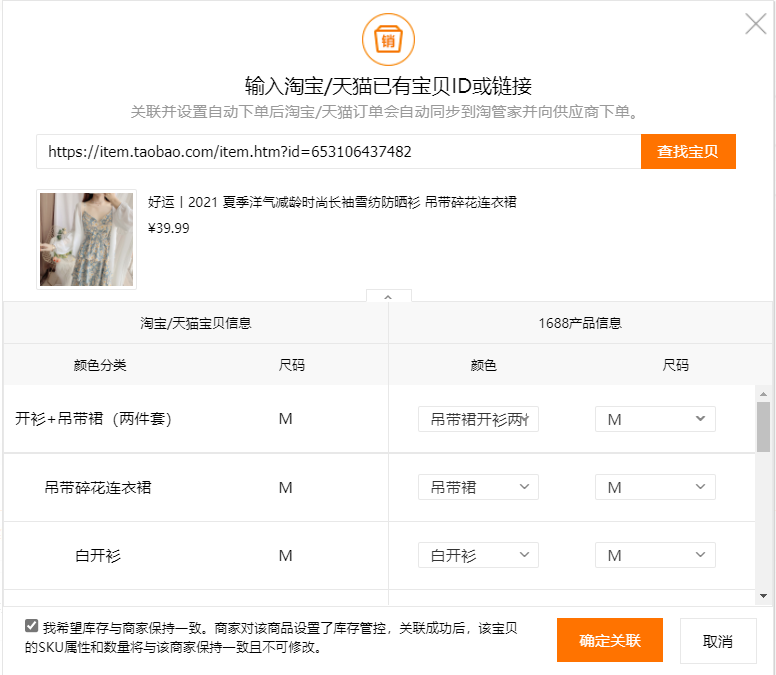 销
输入淘宝/天猫已有宝贝ID或链接
关联并设置自动下单后淘宝/天猫订单会自动同步到淘管家并向供应商下单。
https://item.taobao.com/item.htm?id=653106437482 查找宝贝
好运丨2021 夏季洋气减龄时尚长袖雪纺防晒衫 吊带碎花连衣裙
¥39.99
淘宝/天猫宝贝信息 1688产品信息
颜色分类 尺码 颜色 尺码
开衫+吊带裙（两件套） M 吊带裙开衫两 M
吊带碎花连衣裙 M 吊带裙 M
白开衫 M 白开衫 M
我希望库存与商家保持一致。商家对该商品设置了库存管控，关联成功后，该宝贝
的SKU属性和数量将与该商家保持一致且不可修改。
确定关联 取消